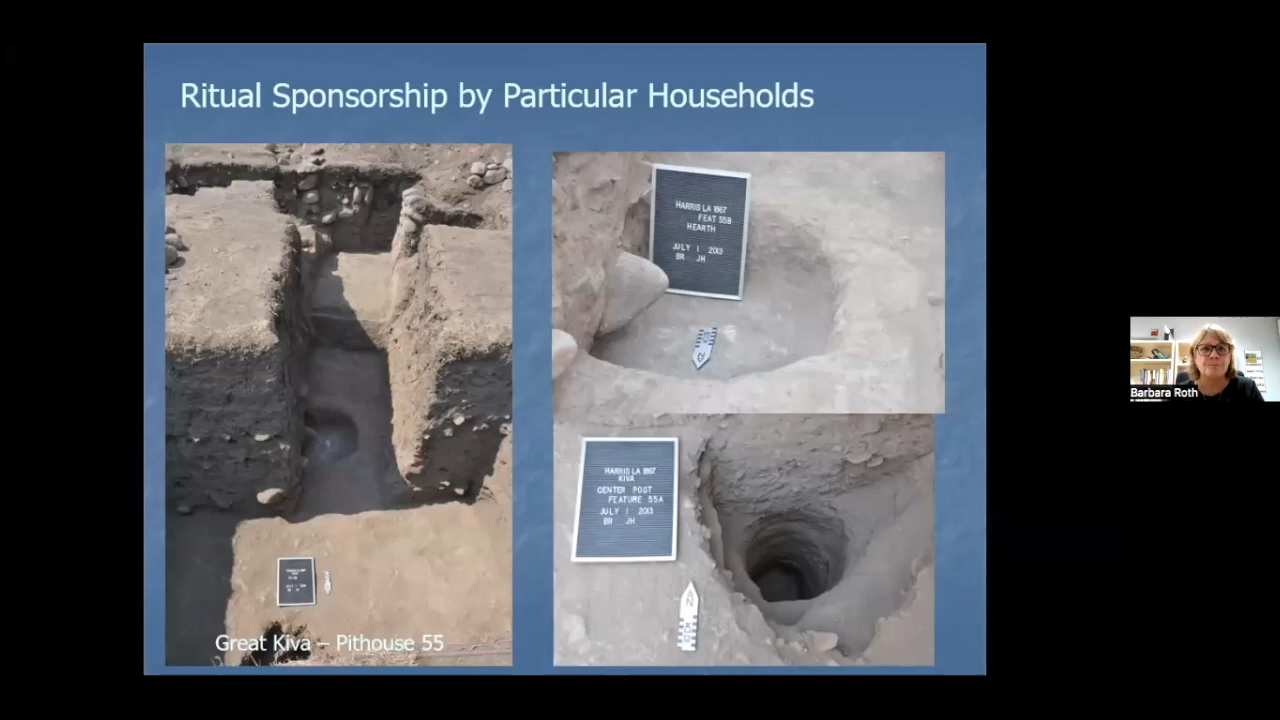 Ritual Sponsorship by Particular Households
HARRIS LA 1867
FEAT 55B
HEARTH
JULY 1 2013
BR JH
HARRIS LA 1867
KIVA
CENTER POST
FEATURE 55A
JULY 1 2013
BR JH
N
Great Kiva – Pithouse 55
Barbara Roth